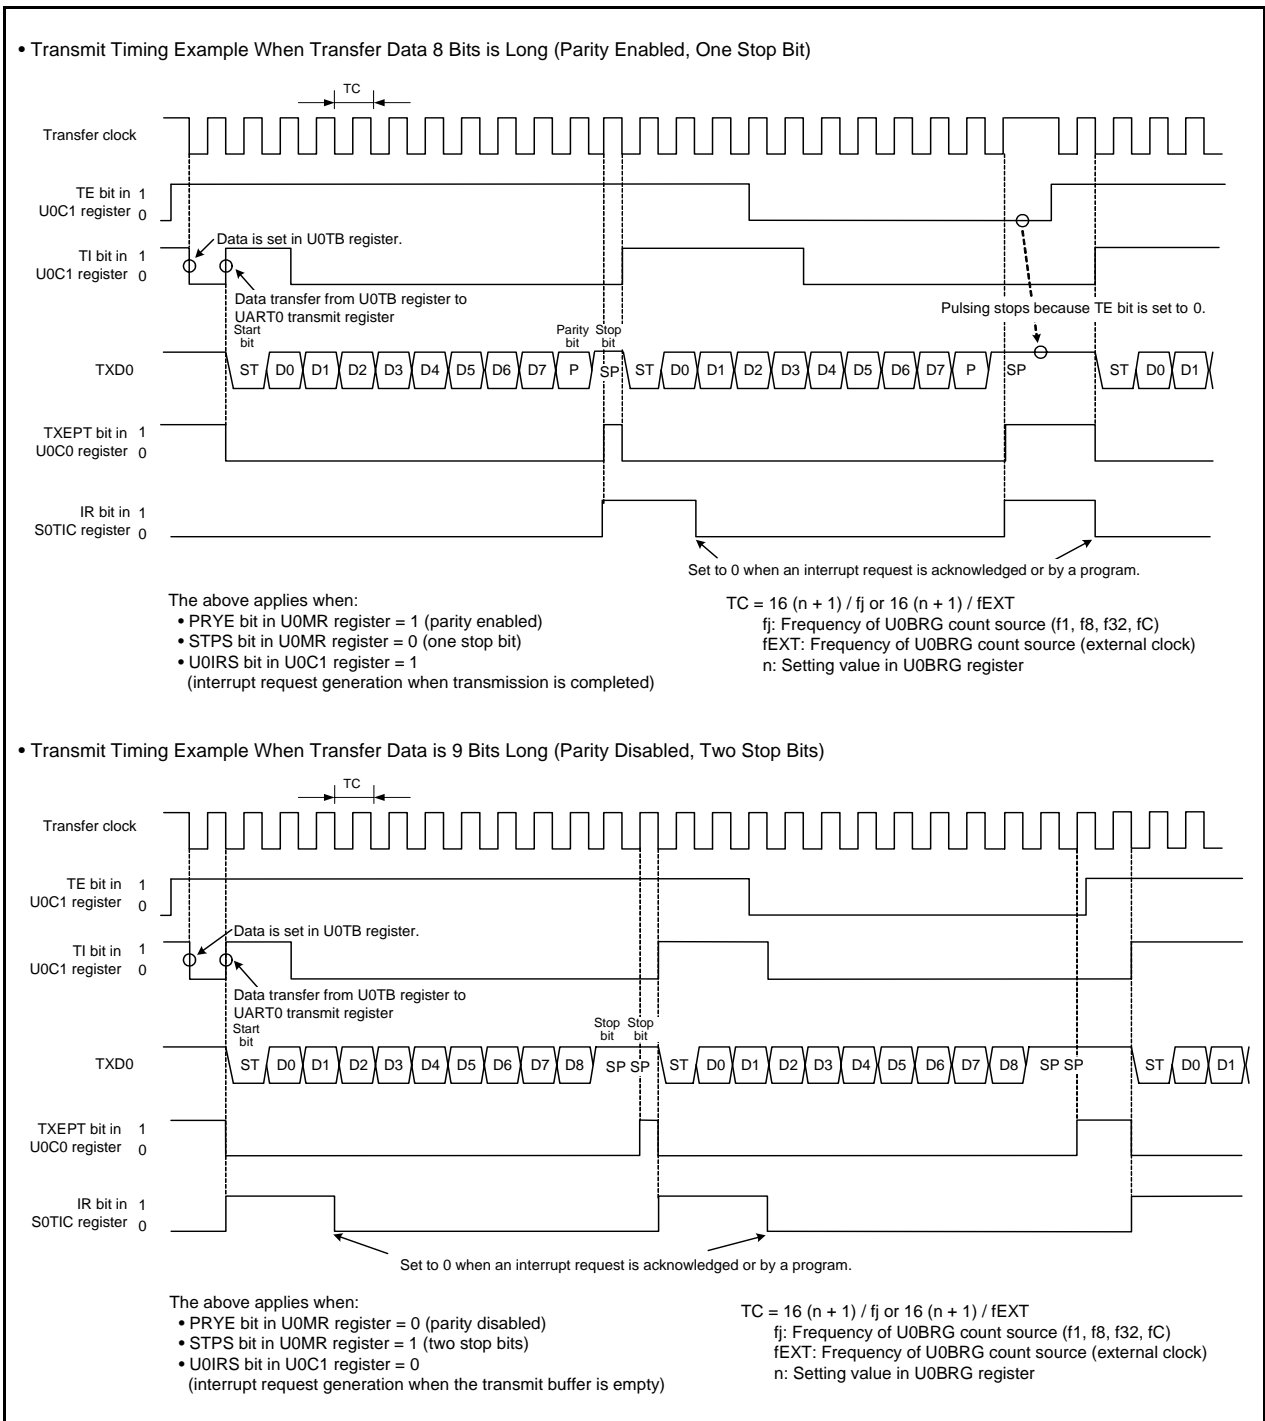 • Transmit Timing Example When Transfer Data 8 Bits is Long (Parity Enabled, One Stop Bit)
TC
Transfer clock
TE bit in 1
U0C1 register 0
Data is set in U0TB register.
TI bit in 1
U0C1 register 0
Data transfer from U0TB register to
UART0 transmit register
Pulsing stops because TE bit is set to 0.
Start
bit
Parity
bit
Stop
bit
TXD0
ST D0 D1 D2 D3 D4 D5 D6 D7 P SP ST D0 D1 D2 D3 D4 D5 D6 D7 P SP ST D0 D1
TXEPT bit in 1
U0C0 register 0
IR bit in 1
S0TIC register 0
Set to 0 when an interrupt request is acknowledged or by a program.
The above applies when:
• PRYE bit in U0MR register = 1 (parity enabled)
• STPS bit in U0MR register = 0 (one stop bit)
• U0IRS bit in U0C1 register = 1
(interrupt request generation when transmission is completed)
TC = 16 (n + 1) / fj or 16 (n + 1) / fEXT
fj: Frequency of U0BRG count source (f1, f8, f32, fC)
fEXT: Frequency of U0BRG count source (external clock)
n: Setting value in U0BRG register
• Transmit Timing Example When Transfer Data is 9 Bits Long (Parity Disabled, Two Stop Bits)
TC
Transfer clock
TE bit in 1
U0C1 register 0
Data is set in U0TB register.
TI bit in 1
U0C1 register 0
Data transfer from U0TB register to
UART0 transmit register
Start
bit
Stop
bit
Stop
bit
TXD0
ST D0 D1 D2 D3 D4 D5 D6 D7 D8 SP SP ST D0 D1 D2 D3 D4 D5 D6 D7 D8 SP SP ST D0 D1
TXEPT bit in 1
U0C0 register 0
IR bit in 1
S0TIC register 0
Set to 0 when an interrupt request is acknowledged or by a program.
The above applies when:
• PRYE bit in U0MR register = 0 (parity disabled)
• STPS bit in U0MR register = 1 (two stop bits)
• U0IRS bit in U0C1 register = 0
(interrupt request generation when the transmit buffer is empty)
TC = 16 (n + 1) / fj or 16 (n + 1) / fEXT
fj: Frequency of U0BRG count source (f1, f8, f32, fC)
fEXT: Frequency of U0BRG count source (external clock)
n: Setting value in U0BRG register